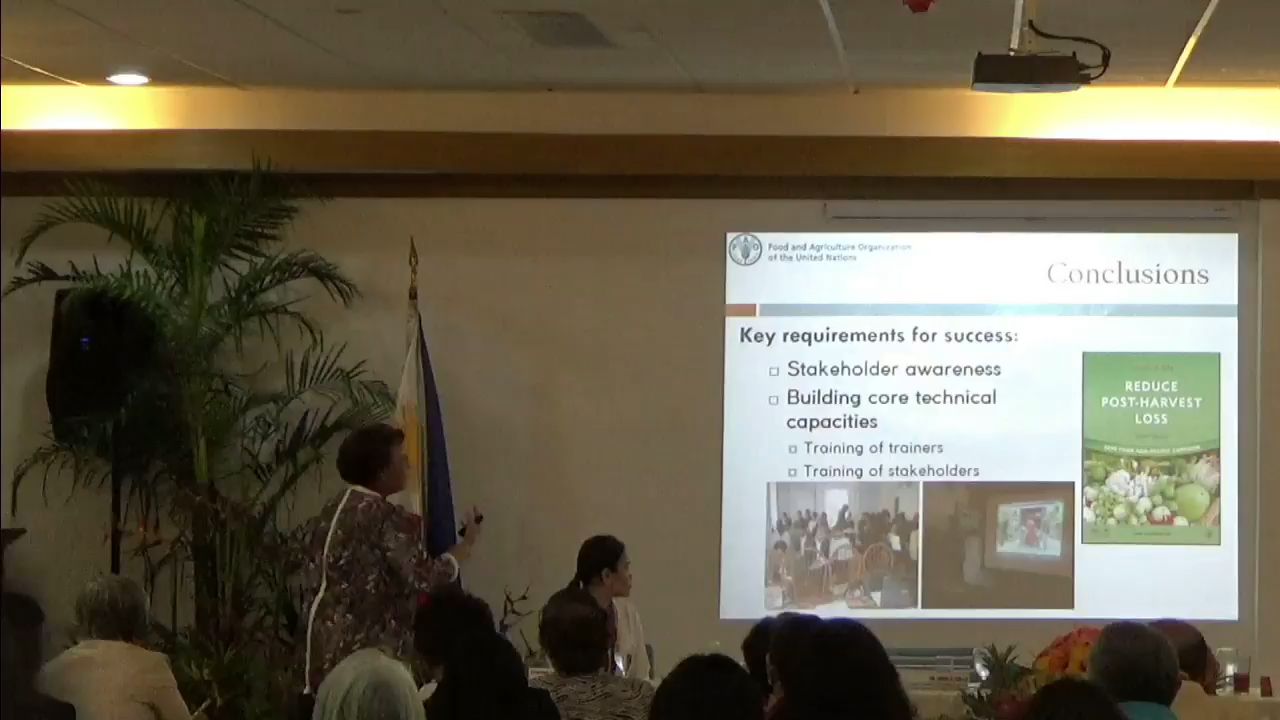 Food and Agriculture Organization
of the United Nations
Conclusions
Key requirements for success:
Stakeholder awareness
Building core technical
capacities
Training of trainers
Training of stakeholders
REDUCE
POST-HARVEST
LOSS